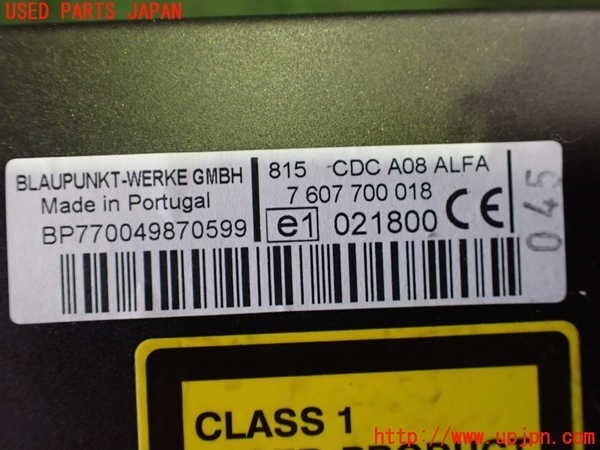 USED PARTS JAPAN
BLAUPUNKT-WERKE GMBH
Made in Portugal
BP770049870599
815 CDC A08 ALFA
7 607 700 018
e1 021800 CE
045
CLASS 1
PRODUCT
http://www.upjpn.com/